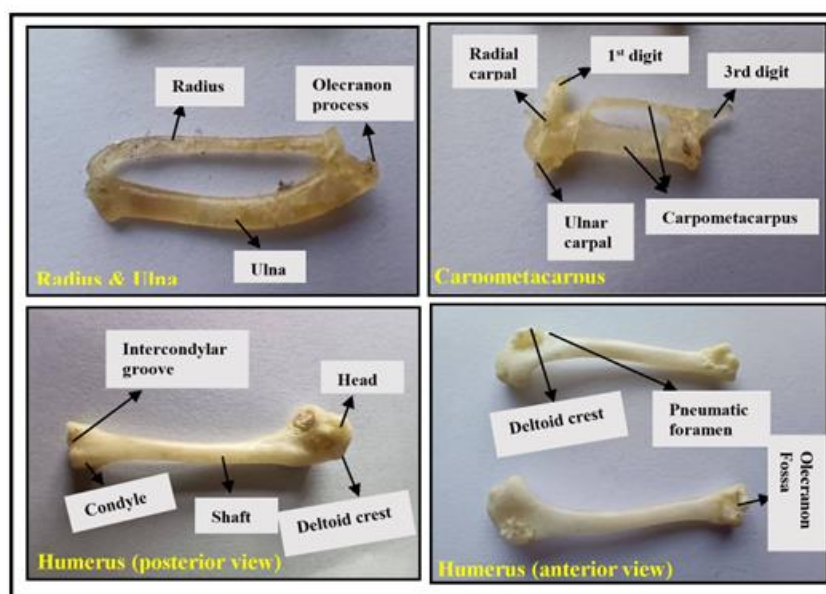 Radius
Olecranon
process
Ulna
Radius & Ulna
Radial
carpal
1st digit
3rd digit
Ulnar
carpal
Carpometacarpus
Carpometacarpus
Intercondylar
groove
Head
Condyle
Shaft
Deltoid crest
Humerus (posterior view)
Deltoid crest
Pneumatic
foramen
Olecranon
Fossa
Humerus (anterior view)